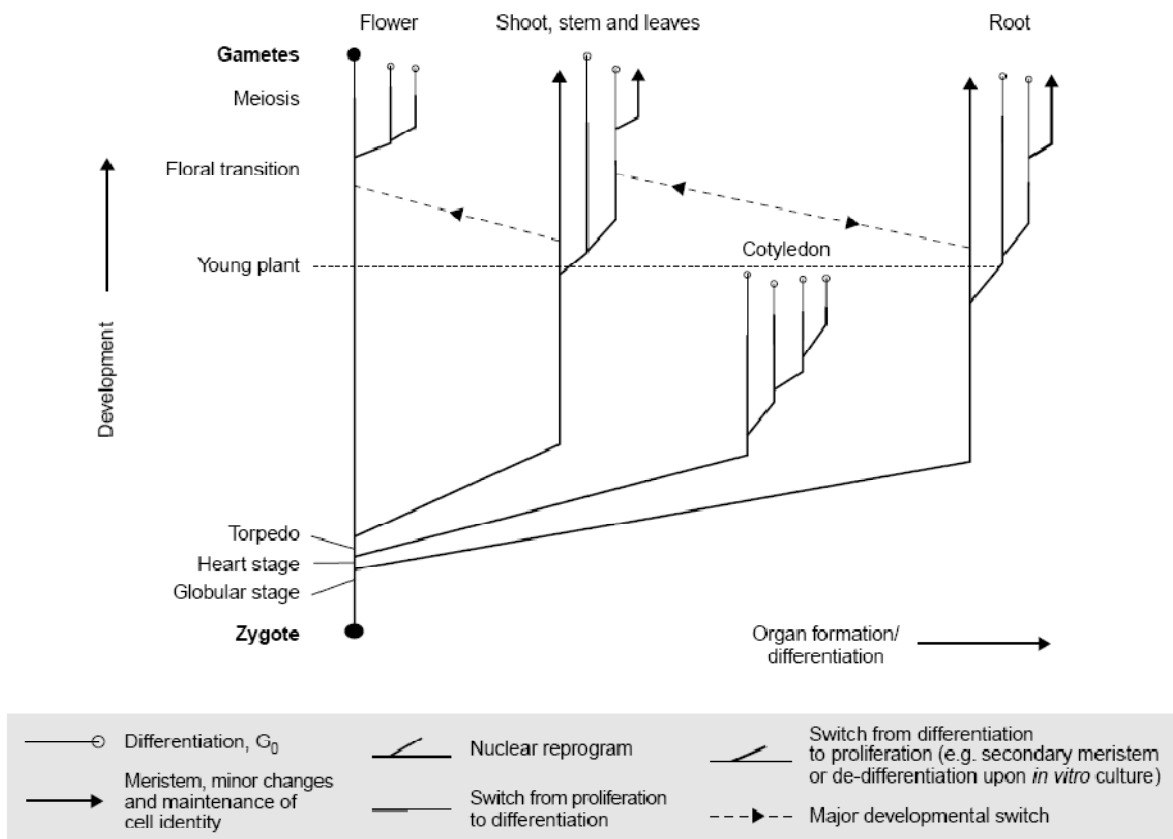 Flower
Shoot, stem and leaves
Root
Gametes
Meiosis
Floral transition
Cotyledon
Young plant
Development
Torpedo
Heart stage
Globular stage
Zygote
Organ formation/
differentiation
Differentiation, G0
Meristem, minor changes
and maintenance of
cell identity
Nuclear reprogram
Switch from proliferation
to differentiation
Switch from differentiation
to proliferation (e.g. secondary meristem
or de-differentiation upon in vitro culture)
Major developmental switch